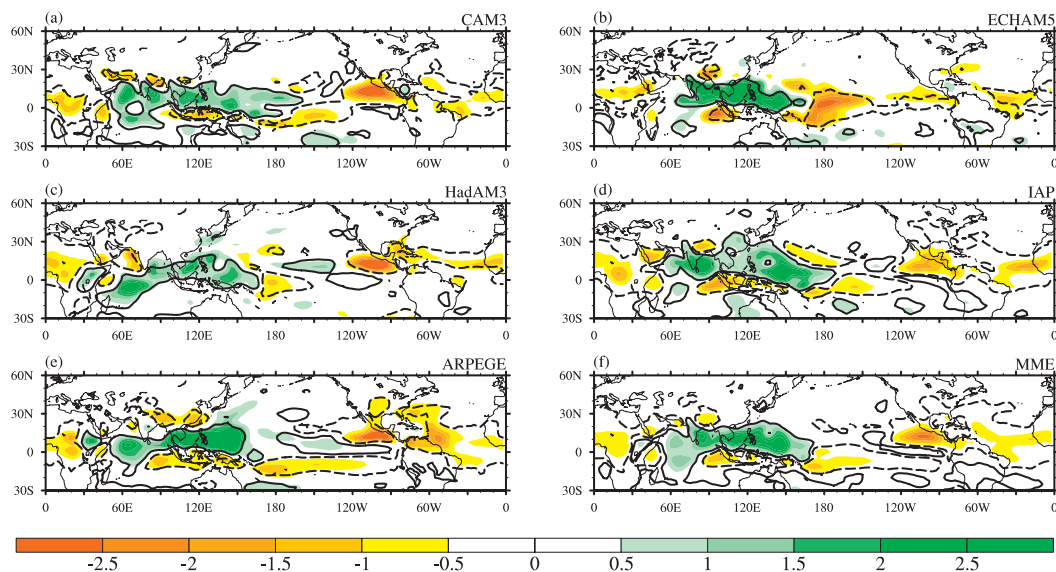 (a) CAM3 (b) ECHAM5
60N 60N
30N 30N
0 0
30S 30S
0 60E 120E 180 120W 60W 0 0 60E 120E 180 120W 60W 0
(c) HadAM3 (d) IAP
60N 60N
30N 30N
0 0
30S 30S
0 60E 120E 180 120W 60W 0 0 60E 120E 180 120W 60W 0
(e) ARPEGE (f) MME
60N 60N
30N 30N
0 0
30S 30S
0 60E 120E 180 120W 60W 0 0 60E 120E 180 120W 60W 0
-2.5 -2 -1.5 -1 -0.5 0 0.5 1 1.5 2 2.5